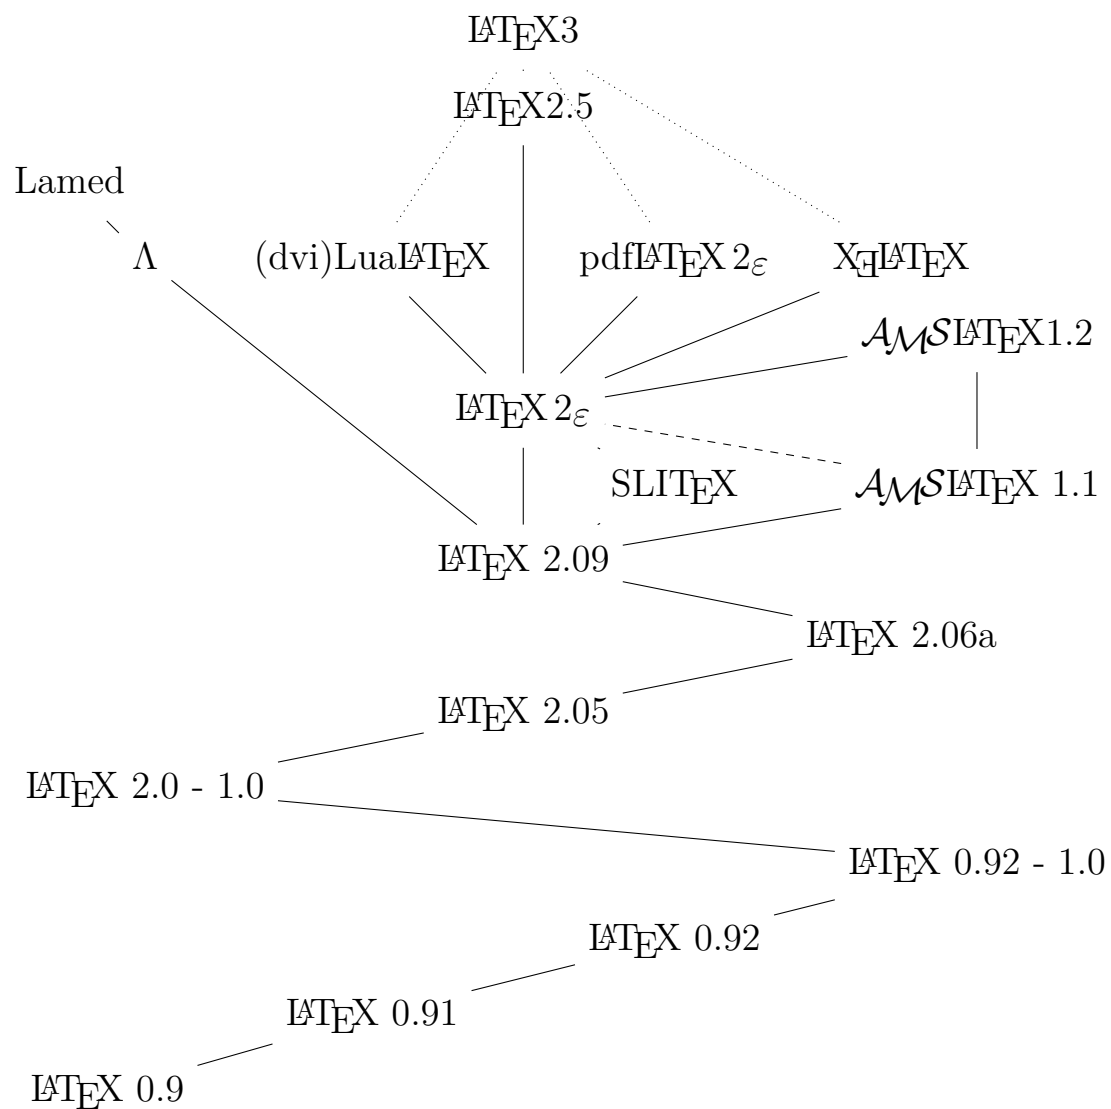 LATEX3
LATEX2.5
Lamed
Λ (dvi)LuaLATEX pdfLATEX 2ε XƎLATEX
AMSLATEX1.2
LATEX 2ε
SLITEX AMSLATEX 1.1
LATEX 2.09
LATEX 2.06a
LATEX 2.05
LATEX 2.0 - 1.0
LATEX 0.92 - 1.0
LATEX 0.92
LATEX 0.91
LATEX 0.9